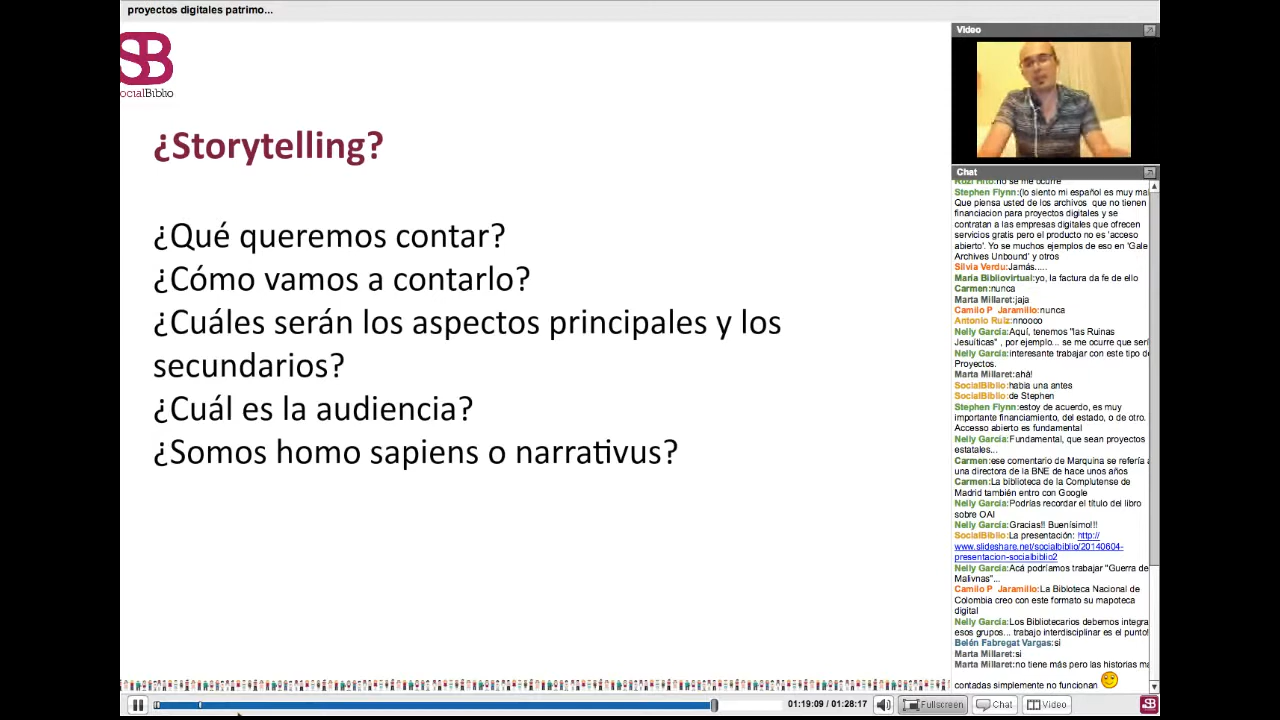 proyectos digitales patrimo...
SB
ocialBiblio
¿Storytelling?
¿Qué queremos contar?
¿Cómo vamos a contarlo?
¿Cuáles serán los aspectos principales y los
secundarios?
¿Cuál es la audiencia?
¿Somos homo sapiens o narrativus?
Video
Chat
no se me ocurre
Stephen Flynn:(lo siento mi español es muy ma
Que piensa usted de los archivos que no tienen
financiacion para proyectos digitales y se
contratan a las empresas digitales que ofrecen
servicios gratis pero el producto no es 'acceso
abierto'. Yo se muchos ejemplos de eso en 'Gale
Archives Unbound' y otros
Silvia Verdu:Jamás.....
Maria Bibliovirtual:yo, la factura da fe de ello
Carmen:nunca
Marta Millaret:jaja
Camilo P Jaramillo:nunca
Antonio Ruiz:nnooco
Nelly García:Aquí, tenemos "las Ruinas
Jesuíticas" , por ejemplo... se me ocurre que serí
Nelly García:interesante trabajar con este tipo de
Proyectos.
Marta Millaret:ahá!
SocialBiblio:habia una antes
SocialBiblio:de Stephen
Stephen Flynn:estoy de acuerdo, es muy
importante financiamiento, del estado, o de otro.
Accesso abierto es fundamental
Nelly García:Fundamental, que sean proyectos
estatales...
Carmen:ese comentario de Marquina se refería a
una directora de la BNE de hace unos años
Carmen:La biblioteca de la Complutense de
Madrid también entro con Google
Nelly García:Podrías recordar el título del libro
sobre OAI
Nelly García:Gracias!! Buenísimo!!!
SocialBiblio:La presentación: http://
www.slideshare.net/socialbiblio/20140604-
presentacion-socialbiblio2
Nelly García:Acá podríamos trabajar "Guerra de
Malivnas"...
Camilo P Jaramillo:La Bibioteca Nacional de
Colombia creo con este formato su mapoteca
digital
Nelly García:Los Bibliotecarios debemos integra
esos grupos... trabajo interdisciplinar es el punto!
Belén Fabregat Vargas:si
Marta Millaret:si
Marta Millaret:no tiene más pero las historias ma
contadas simplemente no funcionan
01:19:09 / 01:28:17
Fullscreen
Chat
Video
SB